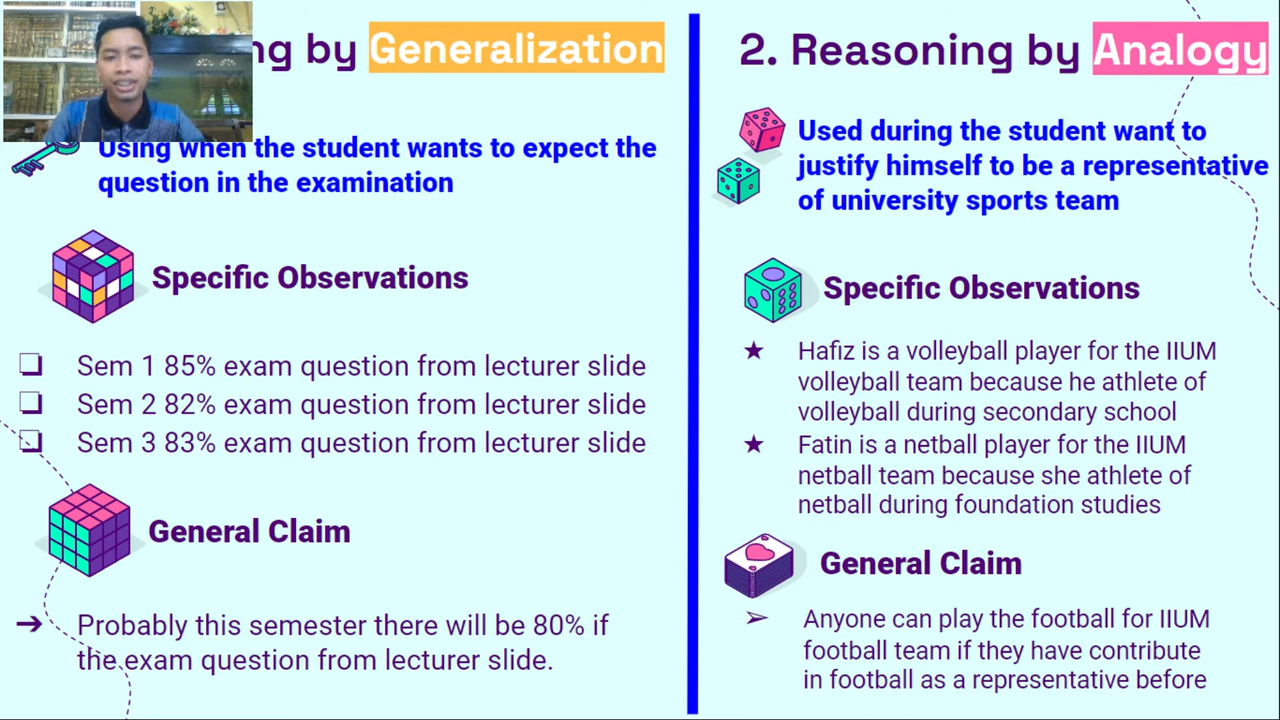 ng by Generalization
Using when the student wants to expect the
question in the examination
Specific Observations
Sem 1 85% exam question from lecturer slide
Sem 2 82% exam question from lecturer slide
Sem 3 83% exam question from lecturer slide
General Claim
Probably this semester there will be 80% if
the exam question from lecturer slide.
2. Reasoning by Analogy
Used during the student want to
justify himself to be a representative
of university sports team
Specific Observations
Hafiz is a volleyball player for the IIUM
volleyball team because he athlete of
volleyball during secondary school
Fatin is a netball player for the IIUM
netball team because she athlete of
netball during foundation studies
General Claim
Anyone can play the football for IIUM
football team if they have contribute
in football as a representative before